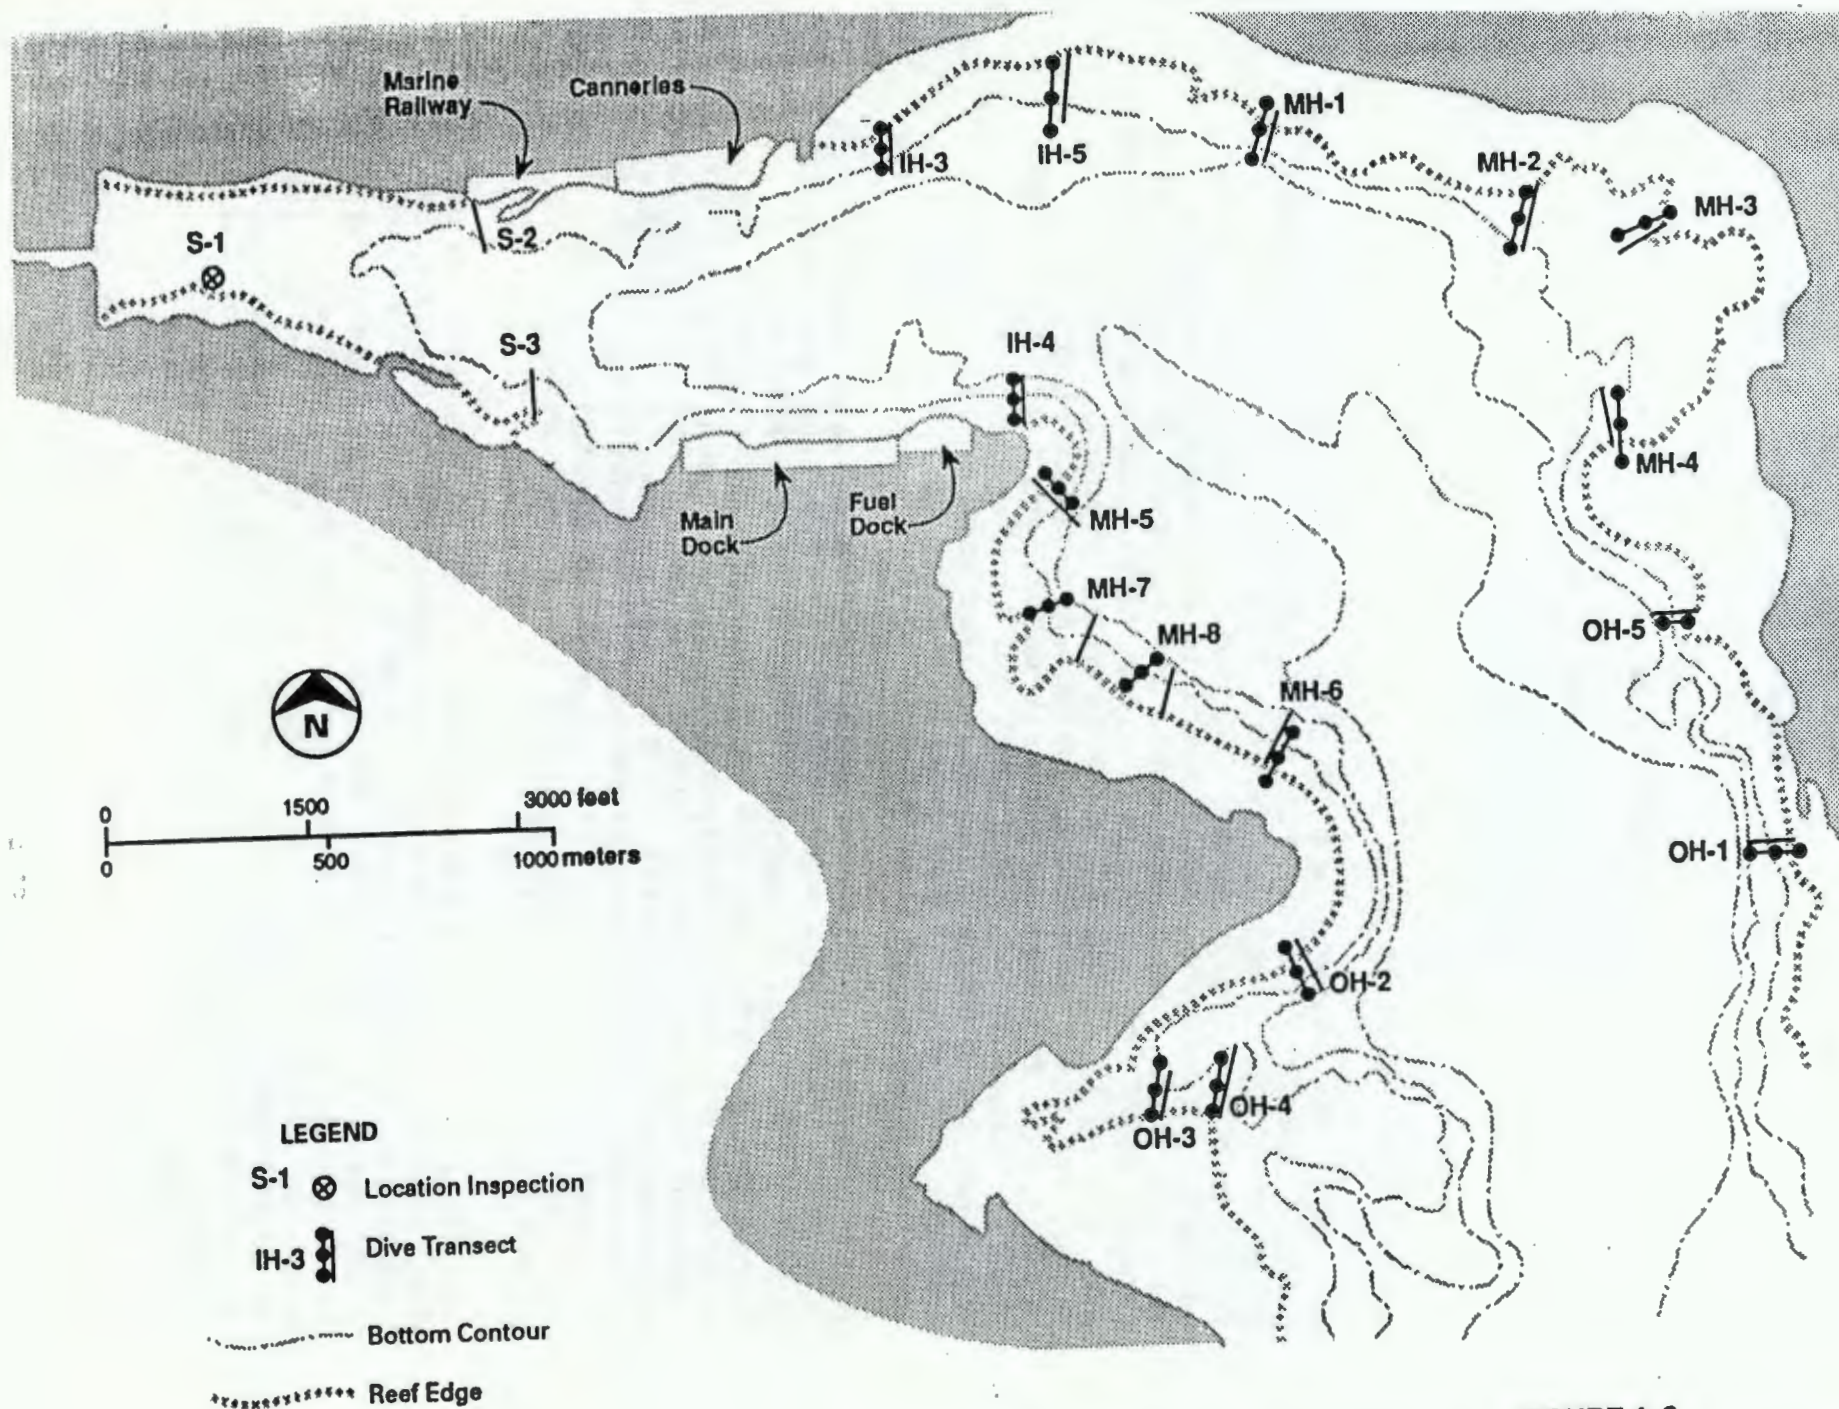 Marine
Railway
Canneries
IH-3
IH-5
MH-1
MH-2
MH-3
S-1
S-2
S-3
IH-4
MH-4
Main
Dock
Fuel
Dock
MH-5
MH-7
MH-8
MH-6
OH-5
OH-1
OH-2
OH-3
OH-4
N
0 1500 3000 feet
0 500 1000 meters
LEGEND
S-1 Location Inspection
IH-3 Dive Transect
Bottom Contour
Reef Edge